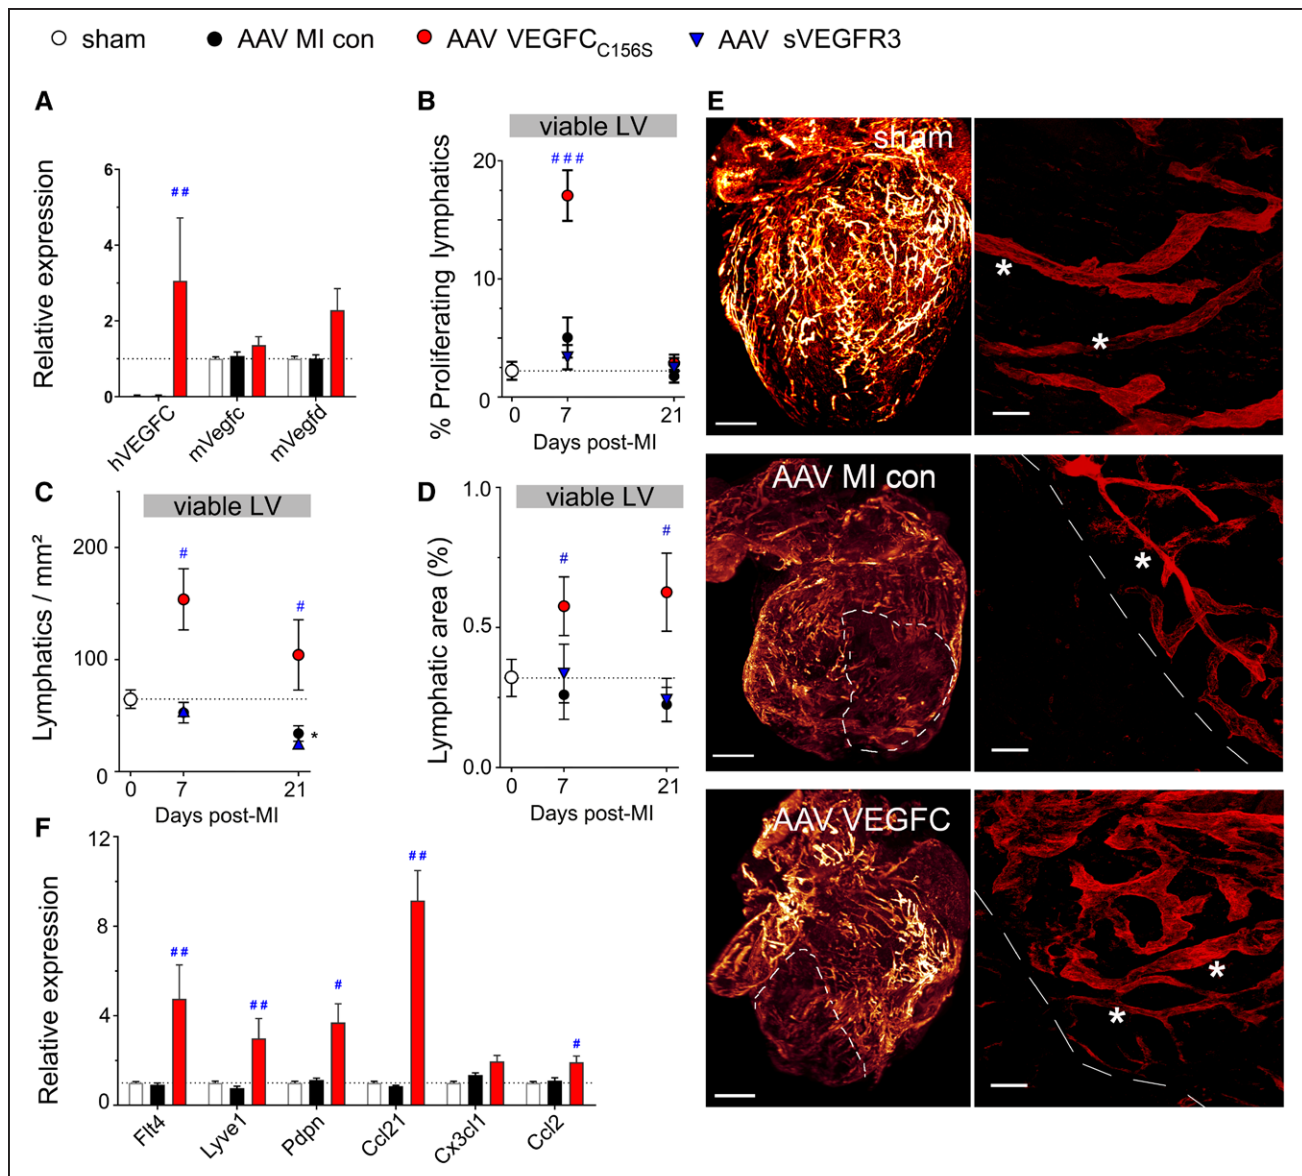 sham AAV MI con AAV VEGFC_C156S AAV sVEGFR3
A
Relative expression
6
4
2
0
##
hVEGFC
mVegfc
mVegfd
B
viable LV
% Proliferating lymphatics
20
10
0
###
0 7 21
Days post-MI
C
viable LV
Lymphatics / mm²
200
100
0
#
#
*
0 7 21
Days post-MI
D
viable LV
Lymphatic area (%)
1.0
0.5
0.0
#
#
0 7 21
Days post-MI
E
sham
*
*
AAV MI con
*
AAV VEGFC
*
*
F
Relative expression
12
8
4
0
##
##
#
##
#
Flt4
Lyve1
Pdpn
Ccl21
Cx3cl1
Ccl2